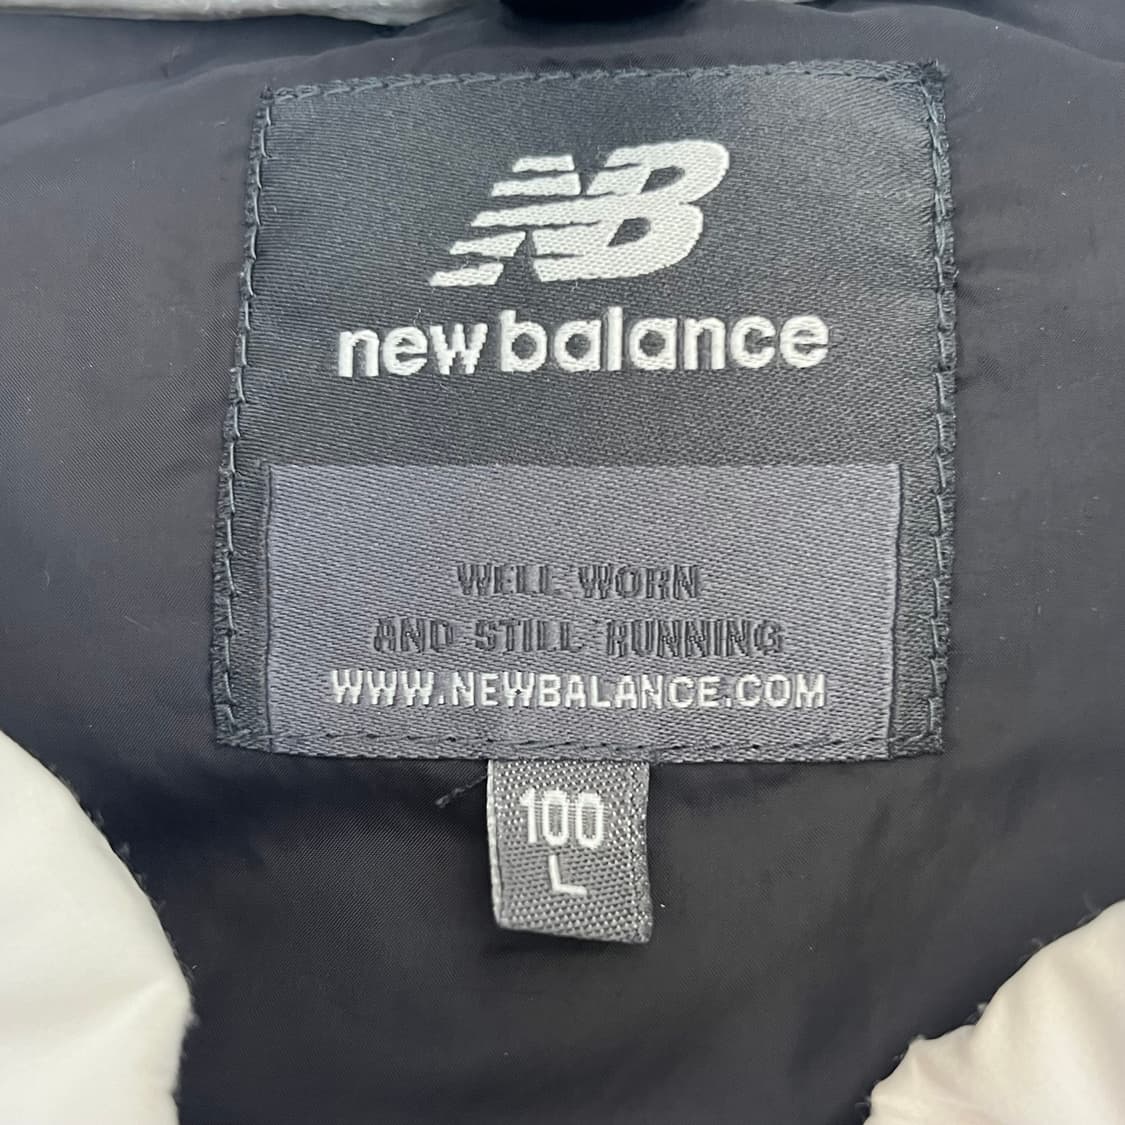 NB
new balance
WELL WORN
AND STILL RUNNING
WWW.NEWBALANCE.COM
100
L